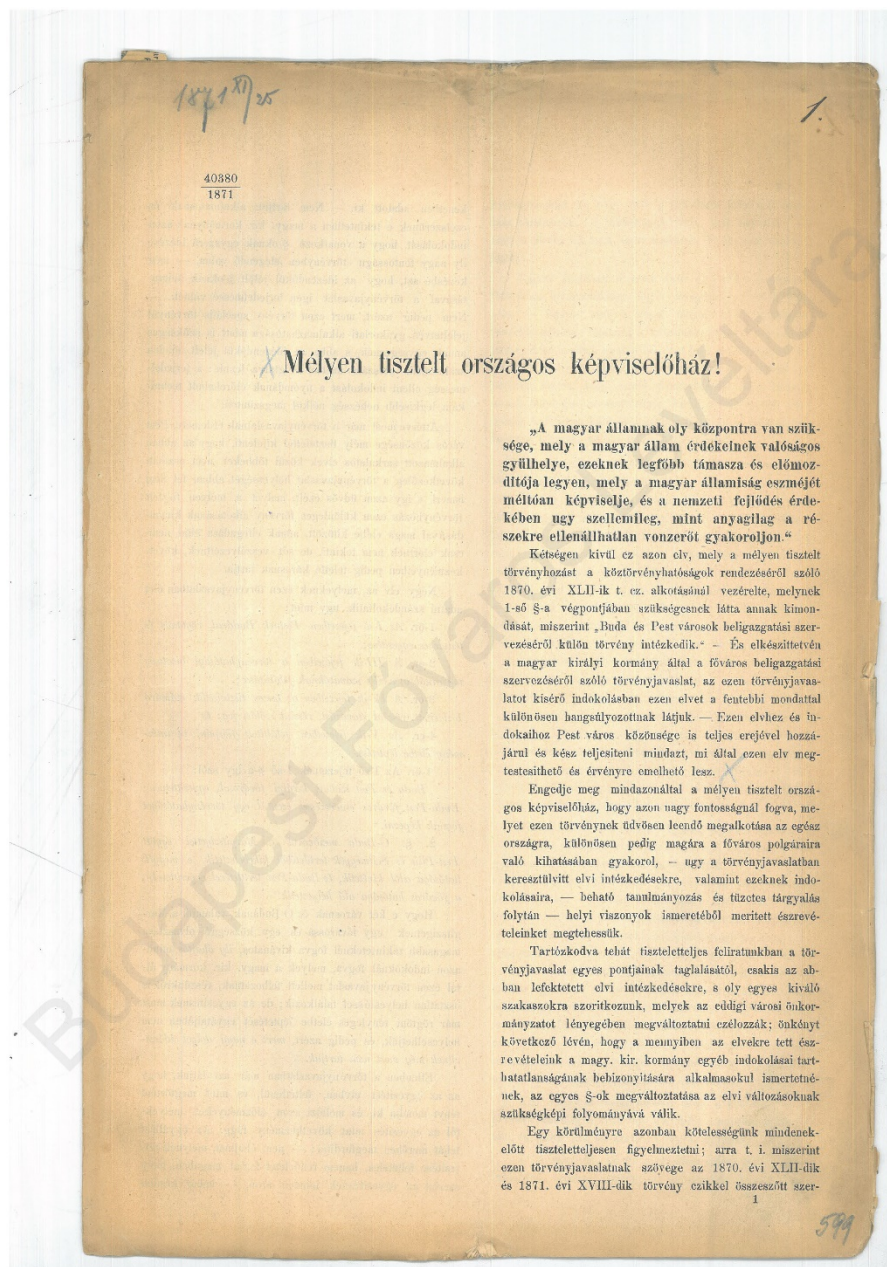 1871 XI/25
1.
40380
1871
Mélyen tisztelt országos képviselőház!
„A magyar államnak oly központra van szük-
sége, mely a magyar állam érdekeinek valóságos
gyülhelye, ezeknek legfőbb támasza és előmoz-
dítója legyen, mely a magyar államiság eszméjét
méltóan képviselje, és a nemzeti fejlődés érde-
kében ugy szellemileg, mint anyagilag a ré-
szekre ellenállhatlan vonzerőt gyakoroljon.“
Kétségen kivül ez azon elv, mely a mélyen tisztelt
törvényhozást a köztörvényhatóságok rendezéséről szóló
1870. évi XLII-ik t. cz. alkotásánál vezérelte, melynek
1-ső §-a végpontjában szükségesnek látta annak kimon-
dását, miszerint „Buda és Pest városok beligazgatási szer-
vezéséről külön törvény intézkedik.“ – És elkészittetvén
a magyar királyi kormány által a főváros beligazgatási
szervezéséről szóló törvényjavaslat, az ezen törvényjavas-
latot kisérő indokolásban ezen elvet a fentebbi mondattal
különösen hangsúlyozottnak látjuk. — Ezen elvhez és in-
dokaihoz Pest város közönsége is teljes erejével hozzá-
járul és kész teljesiteni mindazt, mi által ezen elv meg-
testesithető és érvényre emelhető lesz.
Engedje meg mindazonáltal a mélyen tisztelt orszá-
gos képviselőház, hogy azon nagy fontosságnál fogva, me-
lyet ezen törvénynek üdvösen leendő megalkotása az egész
országra, különösen pedig magára a főváros polgáraira
való kihatásában gyakorol, – ugy a törvényjavaslatban
keresztülvitt elvi intézkedésekre, valamint ezeknek indo-
kolásaira, — beható tanulmányozás és tüzetes tárgyalás
folytán — helyi viszonyok ismeretéből meritett észrevé-
teleinket megtehessük.
Tartózkodva tehát tiszteletteljes feliratunkban a tör-
vényjavaslat egyes pontjainak taglalásától, csakis az ab-
ban lefektetett elvi intézkedésekre, s oly egyes kiváló
szakaszokra szoritkozunk, melyek az eddigi városi önkor-
mányzatot lényegében megváltoztatni czélozzák; önkényt
következő lévén, hogy a mennyiben az elvekre tett ész-
revételeink a magy. kir. kormány egyéb indokolásai tart-
hatatlanságának bebizonyitására alkalmasokul ismertetné-
nek, az egyes §-ok megváltoztatása az elvi változásoknak
szükségképi folyományává válik.
Egy körülményre azonban kötelességünk mindenek-
előtt tiszteletteljesen figyelmeztetni; arra t. i. miszerint
ezen törvényjavaslatnak szövege az 1870. évi XLII-dik
és 1871. évi XVIII-dik törvény czikkel összeszőtt szer-
1
599
Budapest Főváros Levéltára